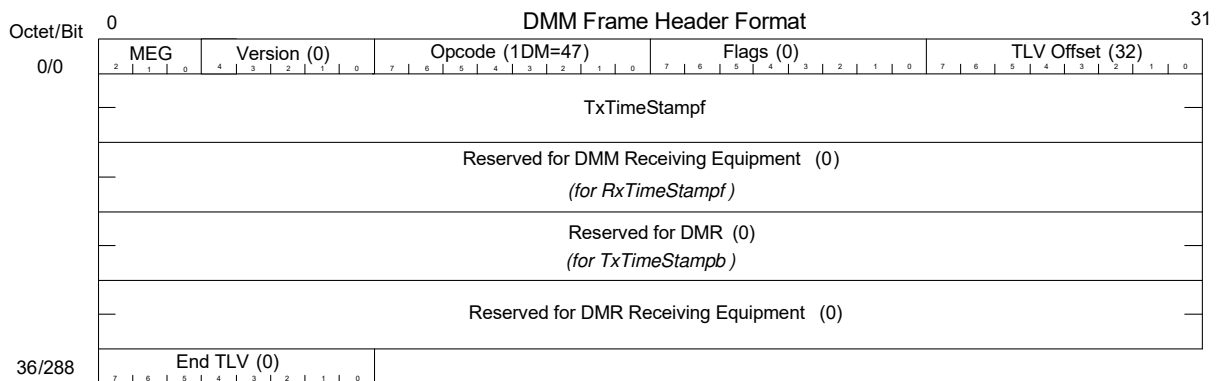 DMM Frame Header Format
Octet/Bit 0 31
MEG Version (0) Opcode (1DM=47) Flags (0) TLV Offset (32)
0/0 2 1 0 4 3 2 1 0 7 6 5 4 3 2 1 0 7 6 5 4 3 2 1 0 7 6 5 4 3 2 1 0
TxTimeStampf
Reserved for DMM Receiving Equipment (0)
(for RxTimeStampf)
Reserved for DMR (0)
(for TxTimeStampb)
Reserved for DMR Receiving Equipment (0)
End TLV (0)
36/288 7 6 5 4 3 2 1 0